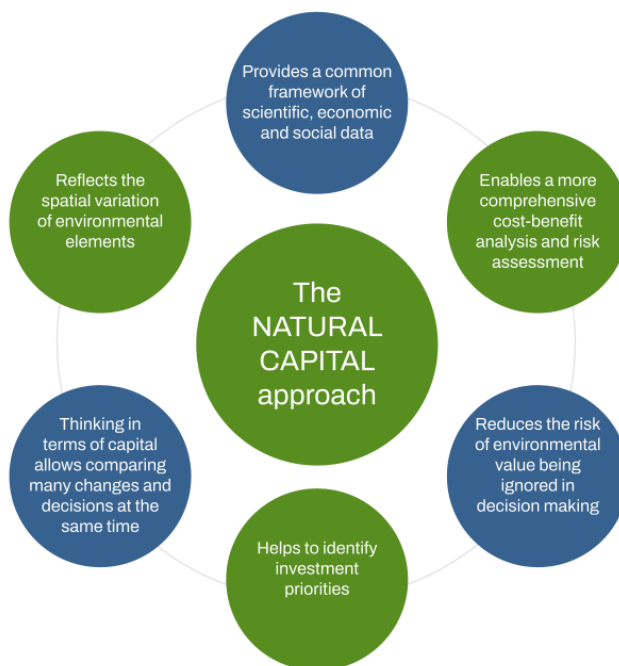 Provides a common
framework of
scientific, economic
and social data
Reflects the
spatial variation
of environmental
elements
Enables a more
comprehensive
cost-benefit
analysis and risk
assessment
The
NATURAL
CAPITAL
approach
Thinking in
terms of capital
allows comparing
many changes and
decisions at the
same time
Reduces the risk
of environmental
value being
ignored in
decision making
Helps to identify
investment
priorities